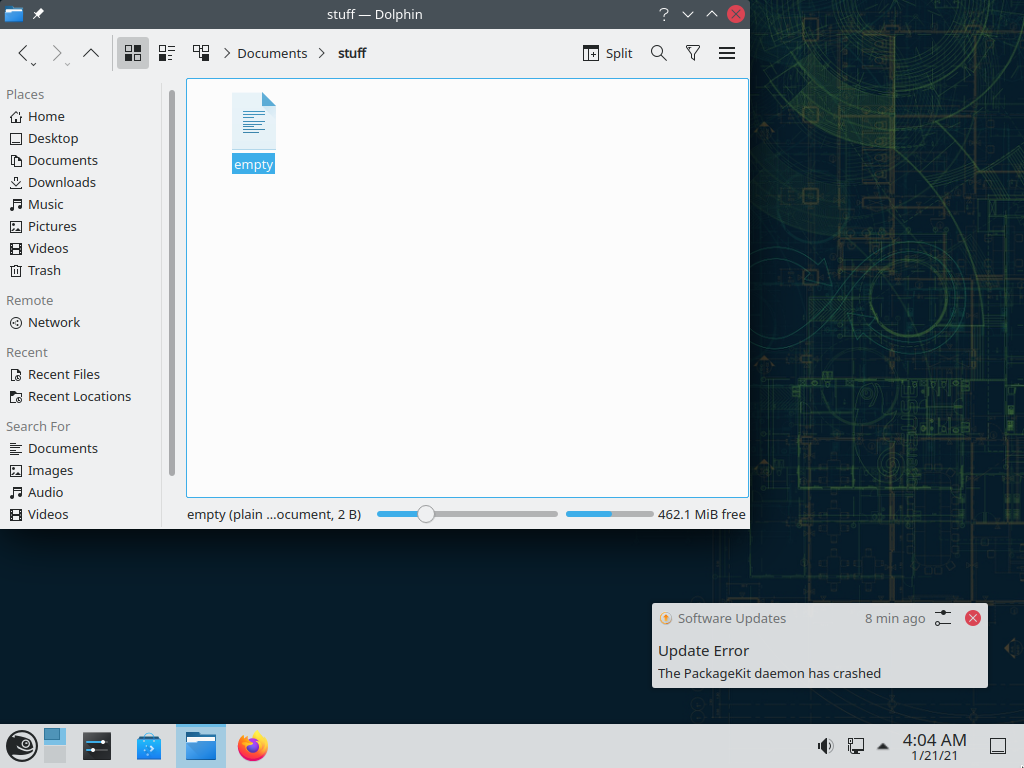 stuff — Dolphin
Documents
stuff
Split
Places
Home
Desktop
Documents
Downloads
Music
Pictures
Videos
Trash
Remote
Network
Recent
Recent Files
Recent Locations
Search For
Documents
Images
Audio
Videos
empty
empty (plain ...ocument, 2 B)
462.1 MiB free
Software Updates
8 min ago
Update Error
The PackageKit daemon has crashed
4:04 AM
1/21/21